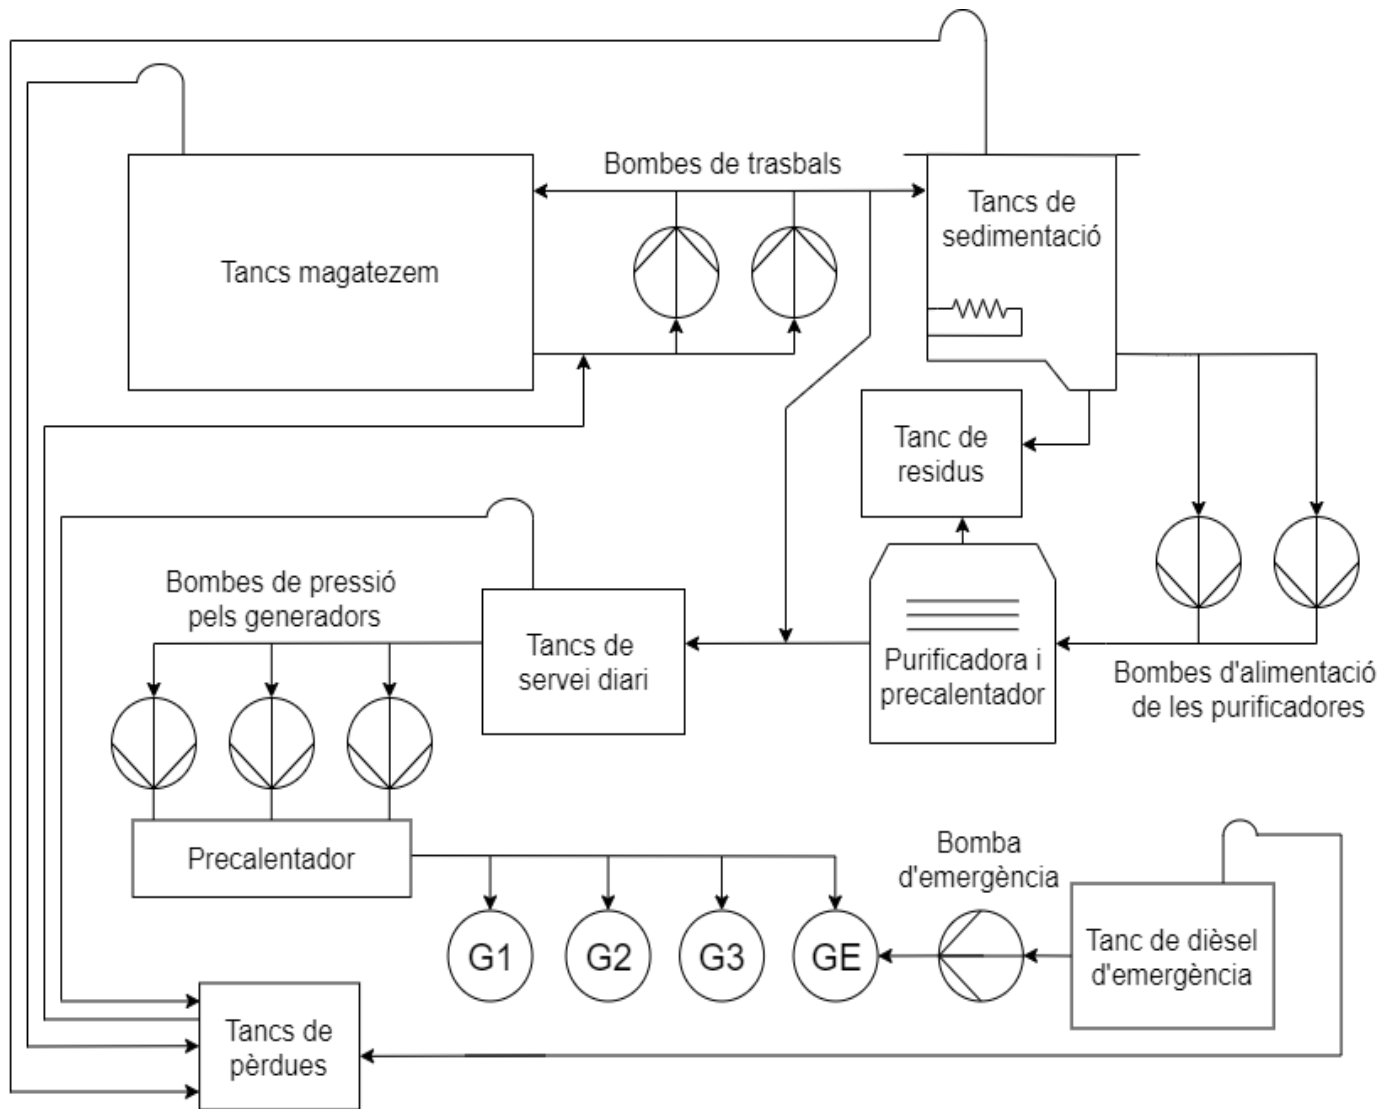 Bombes de trasbals
Tancs magatezem
Tancs de
sedimentació
Tanc de
residus
Bombes de pressió
pels generadors
Tancs de
servei diari
Purificadora i
precalentador
Bombes d'alimentació
de les purificadores
Precalentador
Bomba
d'emergència
G1
G2
G3
GE
Tanc de dièsel
d'emergència
Tancs de
pèrdues